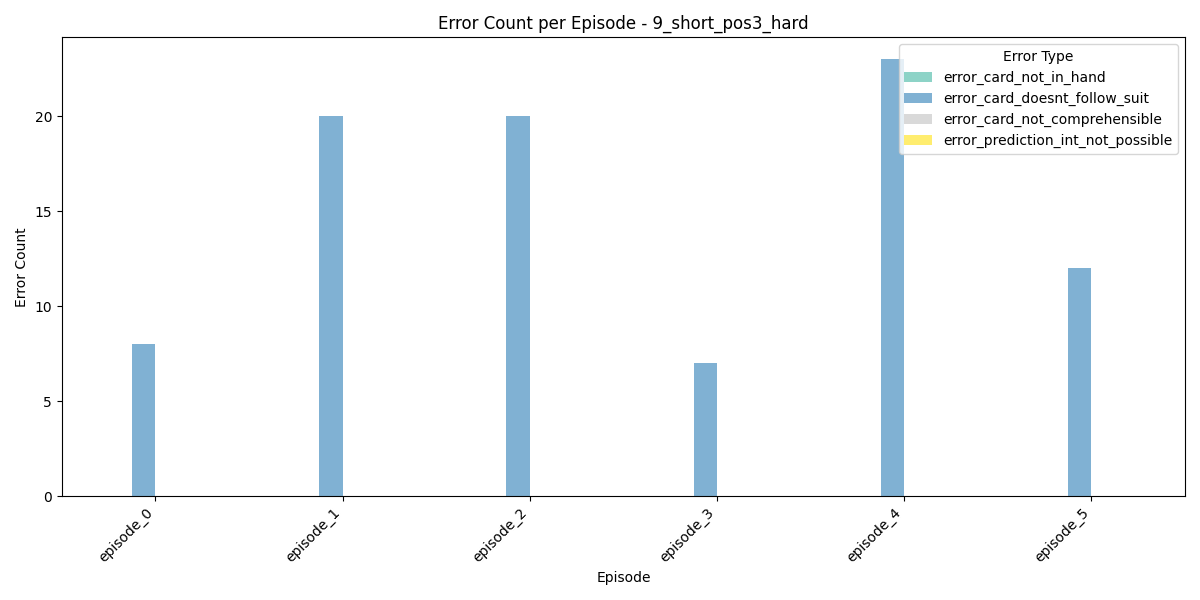 Error Count per Episode - 9_short_pos3_hard
Error Type
error_card_not_in_hand
error_card_doesnt_follow_suit
error_card_not_comprehensible
error_prediction_int_not_possible
Error Count
20
15
10
5
0
episode_0
episode_1
episode_2
episode_3
episode_4
episode_5
Episode